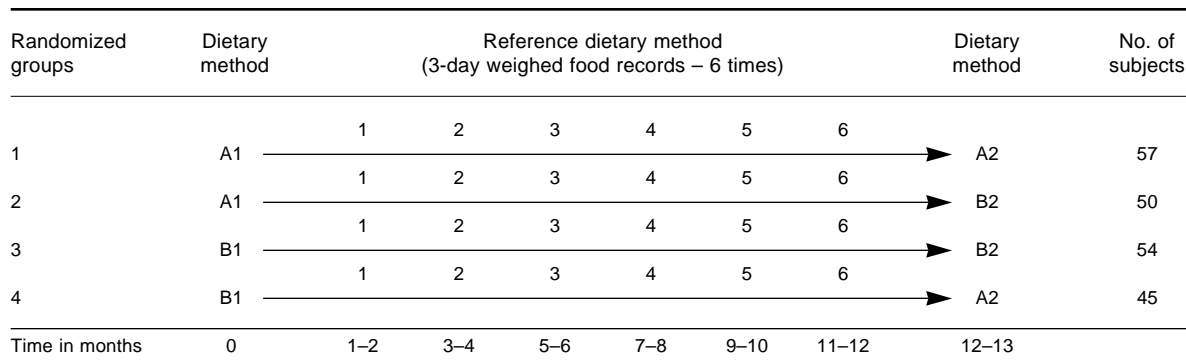 Randomized groups Dietary method Reference dietary method (3-day weighed food records – 6 times) Dietary method No. of subjects
1 2 3 4 5 6
1 A1 A2 57
1 2 3 4 5 6
2 A1 B2 50
1 2 3 4 5 6
3 B1 B2 54
1 2 3 4 5 6
4 B1 A2 45
Time in months 0 1–2 3–4 5–6 7–8 9–10 11–12 12–13